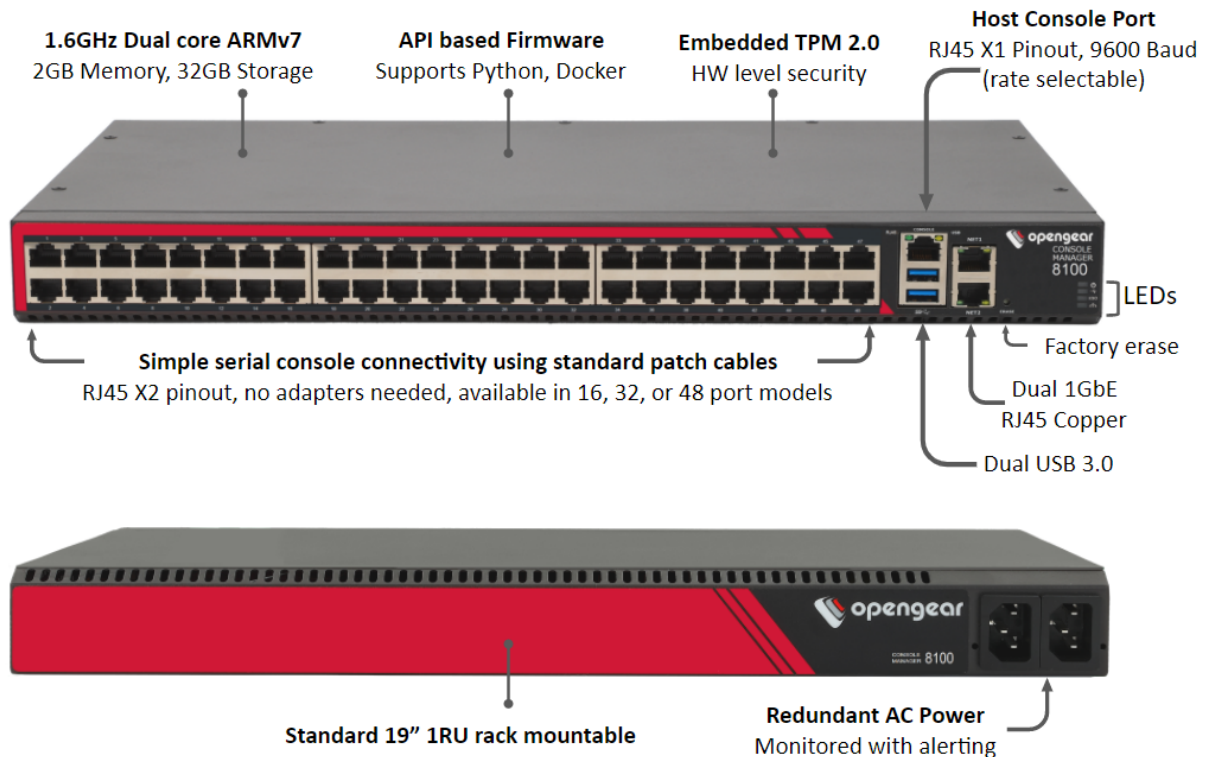 1.6GHz Dual core ARMv7
2GB Memory, 32GB Storage
API based Firmware
Supports Python, Docker
Embedded TPM 2.0
HW level security
Host Console Port
RJ45 X1 Pinout, 9600 Baud
(rate selectable)
CONSOLE
NET1
opengear
CONSOLE
MANAGER
8100
NET2
ERASE
LEDs
Factory erase
Simple serial console connectivity using standard patch cables
RJ45 X2 pinout, no adapters needed, available in 16, 32, or 48 port models
Dual 1GbE
RJ45 Copper
Dual USB 3.0
opengear
CONSOLE
MANAGER 8100
Standard 19” 1RU rack mountable
Redundant AC Power
Monitored with alerting